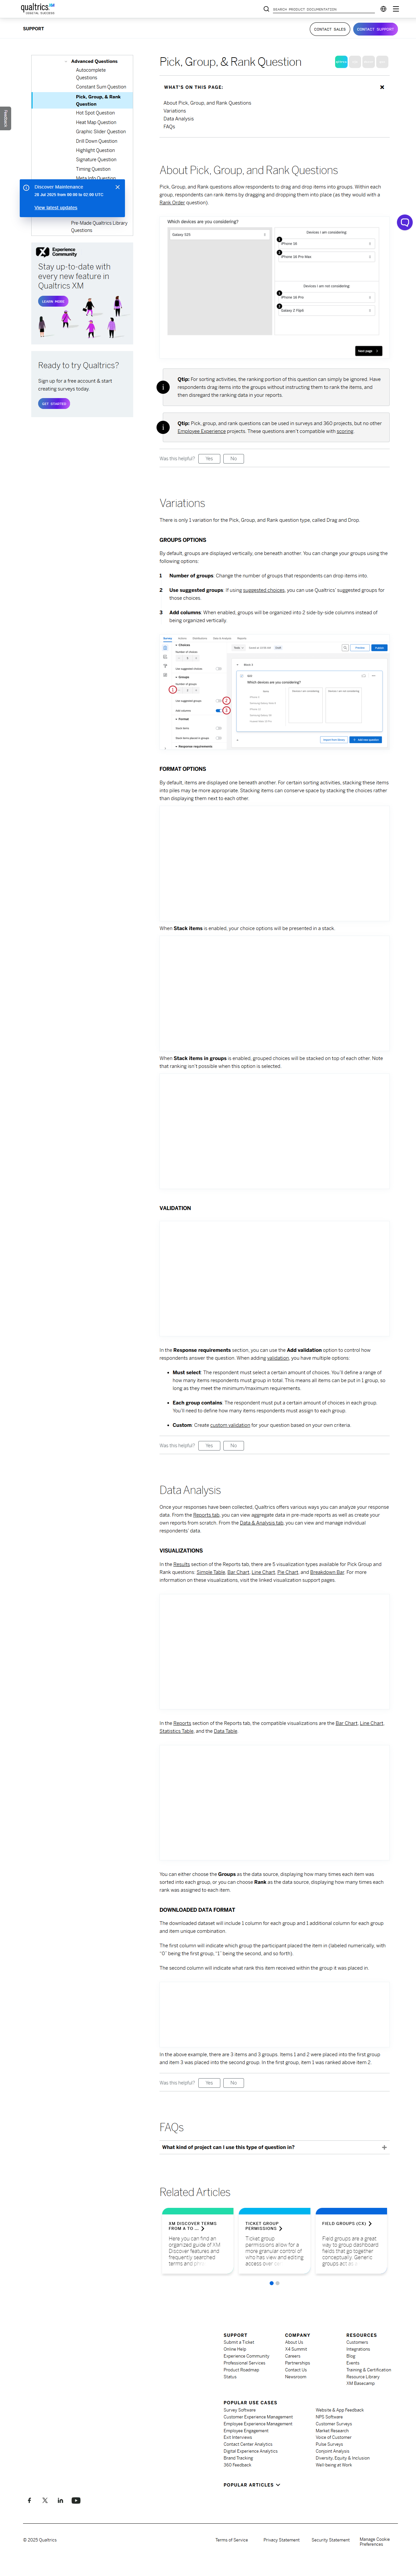 qualtrics.XM
SEARCH PRODUCT DOCUMENTATION
SUPPORT
CONTACT SALES
CONTACT SUPPORT
Feedback
Advanced Questions
Autocomplete
Questions
Constant Sum Question
Pick, Group, & Rank
Question
Hot Spot Question
Heat Map Question
Graphic Slider Question
Drill Down Question
Highlight Question
Signature Question
Timing Question
Meta Info Question
Discover Maintenance
View latest updates
Pre-Made Qualtrics Library
Questions
Experience
Community
Stay up-to-date with
every new feature in
Qualtrics XM
LEARN MORE
Ready to try Qualtrics?
Sign up for a free account & start
creating surveys today.
GET STARTED
Pick, Group, & Rank Question
WHAT'S ON THIS PAGE:
About Pick, Group, and Rank Questions
Variations
Data Analysis
FAQs
About Pick, Group, and Rank Questions
Pick, Group, and Rank questions allow respondents to drag and drop items into groups. Within each
group, respondents can rank items by dragging and dropping items into place (as they would with a
Rank Order question).
Which devices are you considering?
Galaxy S25
Devices I am considering
1
iPhone 16
2
iPhone 16 Pro Max
Devices I am not considering
1
iPhone 16 Pro
2
Galaxy Z Flip6
Next page
Qtip: For sorting activities, the ranking portion of this question can simply be ignored. Have
respondents drag items into the groups without instructing them to rank the items, and
then disregard the ranking data in your reports.
Qtip: Pick, group, and rank questions can be used in surveys and 360 projects, but no other
Employee Experience projects. These questions aren't compatible with scoring.
Was this helpful?
Yes
No
Variations
There is only 1 variation for the Pick, Group, and Rank question type, called Drag and Drop.
GROUPS OPTIONS
By default, groups are displayed vertically, one beneath another. You can change your groups using the
following options:
1 Number of groups: Change the number of groups that respondents can drop items into.
2 Use suggested groups: If using suggested choices, you can use Qualtrics' suggested groups for
those choices.
3 Add columns: When enabled, groups will be organized into 2 side-by-side columns instead of
being organized vertically.
Choices
Groups
Number of groups
Use suggested groups
Add columns
Format
Stack items
Stack items placed in groups
Response requirements
Which devices are you considering?
FORMAT OPTIONS
By default, items are displayed one beneath another. For certain sorting activities, stacking these items
into piles may be more appropriate. Stacking items can conserve space by stacking the choices rather
than displaying them next to each other.
When Stack items is enabled, your choice options will be presented in a stack.
When Stack items in groups is enabled, grouped choices will be stacked on top of each other. Note
that ranking isn't possible when this option is selected.
VALIDATION
In the Response requirements section, you can use the Add validation option to control how
respondents answer the question. When adding validation, you have multiple options:
Must select: The respondent must select a certain amount of choices. You'll define a range of
how many items respondents must group in total. This means all items can be put in 1 group, so
long as they meet the minimum/maximum requirements.
Each group contains: The respondent must put a certain amount of choices in each group.
You'll need to define how many items respondents must assign to each group.
Custom: Create custom validation for your question based on your own criteria.
Was this helpful?
Yes
No
Data Analysis
Once your responses have been collected, Qualtrics offers various ways you can analyze your response
data. From the Reports tab, you can view aggregate data in pre-made reports as well as create your
own reports from scratch. From the Data & Analysis tab, you can view and manage individual
respondents' data.
VISUALIZATIONS
In the Results section of the Reports tab, there are 5 visualization types available for Pick Group and
Rank questions: Simple Table, Bar Chart, Line Chart, Pie Chart, and Breakdown Bar. For more
information on these visualizations, visit the linked visualization support pages.
In the Reports section of the Reports tab, the compatible visualizations are the Bar Chart, Line Chart,
Statistics Table, and the Data Table.
You can either choose the Groups as the data source, displaying how many times each item was
sorted into each group, or you can choose Rank as the data source, displaying how many times each
rank was assigned to each item.
DOWNLOADED DATA FORMAT
The downloaded dataset will include 1 column for each group and 1 additional column for each group
and item unique combination.
The first column will indicate which group the participant placed the item in (labeled numerically, with
"0" being the first group, "1" being the second, and so forth).
The second column will indicate what rank this item received within the group it was placed in.
In the above example, there are 3 items and 3 groups. Items 1 and 2 were placed into the first group
and item 3 was placed into the second group. In the first group, item 1 was ranked above item 2.
Was this helpful?
Yes
No
FAQs
What kind of project can I use this type of question in?
Related Articles
XM DISCOVER TERMS
FROM A TO ...
Here you can find an
organized guide of XM
Discover features and
frequently searched
terms and
TICKET GROUP
PERMISSIONS
Ticket group
permissions allow for a
more granular control of
who has view and editing
access over
FIELD GROUPS (CX)
Field groups are a great
way to group dashboard
fields that go together
conceptually. Generic
groups act as
SUPPORT
Submit a Ticket
Online Help
Experience Community
Professional Services
Product Roadmap
Status
COMPANY
About Us
X4 Summit
Careers
Partnerships
Contact Us
Newsroom
RESOURCES
Customers
Integrations
Blog
Events
Training & Certification
Resource Library
XM Basecamp
POPULAR USE CASES
Survey Software
Customer Experience Management
Employee Experience Management
Employee Engagement
Exit Interviews
Contact Center Analytics
Digital Experience Analytics
Brand Tracking
360 Feedback
Website & App Feedback
NPS Software
Customer Surveys
Market Research
Voice of Customer
Pulse Surveys
Conjoint Analysis
Diversity, Equity & Inclusion
Well-being at Work
POPULAR ARTICLES
© 2025 Qualtrics
Terms of Service
Privacy Statement
Security Statement
Manage Cookie
Preferences